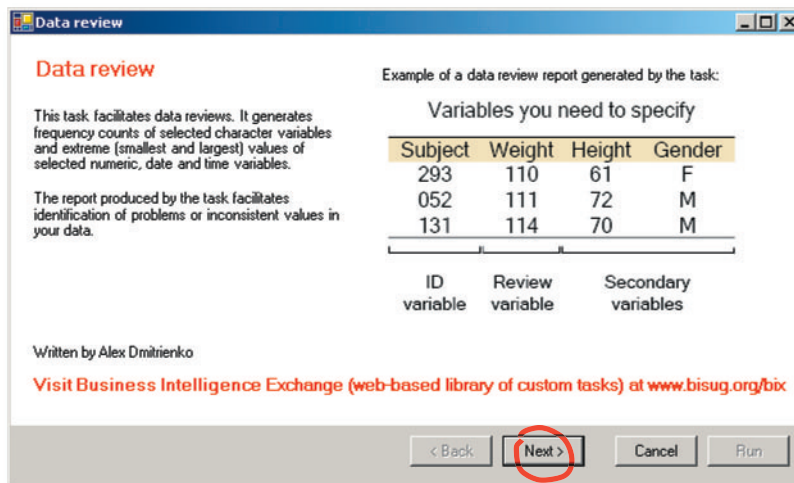 Data review
Data review
This task facilitates data reviews. It generates
frequency counts of selected character variables
and extreme (smallest and largest) values of
selected numeric, date and time variables.
The report produced by the task facilitates
identification of problems or inconsistent values in
your data.
Example of a data review report generated by the task:
Variables you need to specify
Subject Weight Height Gender
293 110 61 F
052 111 72 M
131 114 70 M
ID Review Secondary
variable variable variables
Written by Alex Dmitrienko
Visit Business Intelligence Exchange (web-based library of custom tasks) at www.bisug.org/bix
< Back Next > Cancel Run